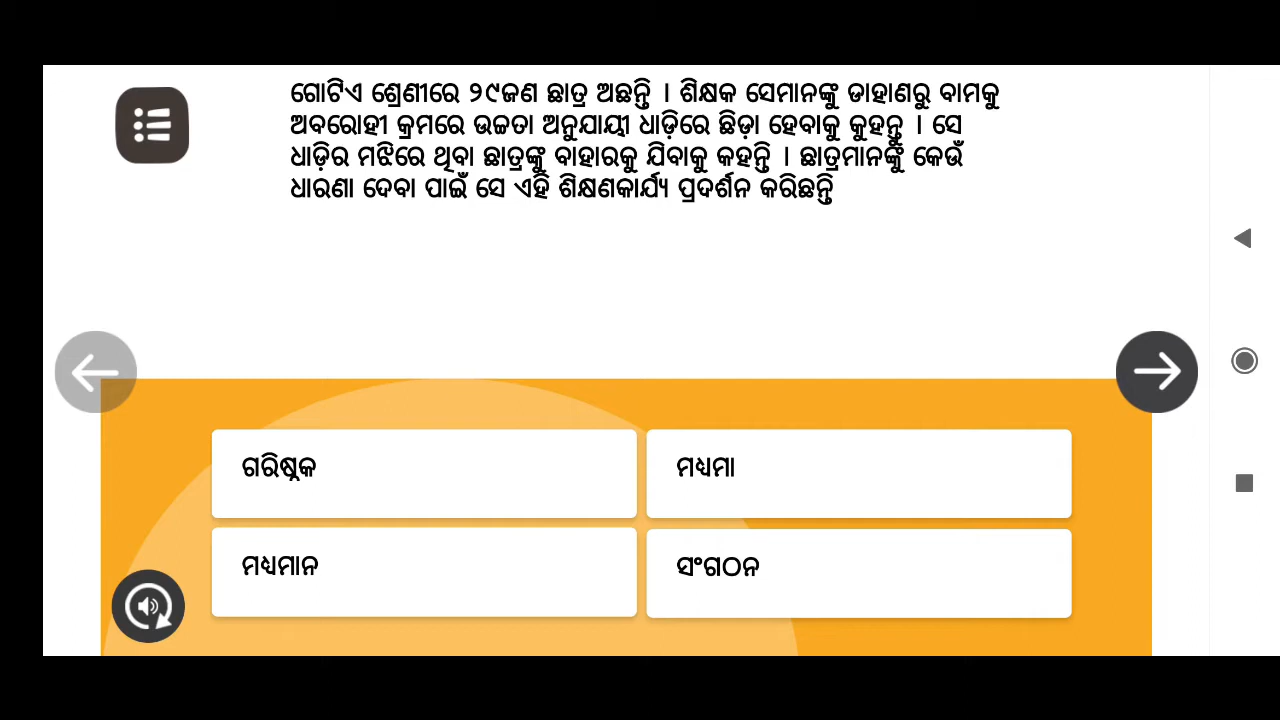 ଗୋଟିଏ ଶ୍ରେଣୀରେ ୨୯ଜଣ ଛାତ୍ର ଅଛନ୍ତି । ଶିକ୍ଷକ ସେମାନଙ୍କୁ ଡାହାଣରୁ ବାମକୁ
ଅବରୋହୀ କ୍ରମରେ ଉଚ୍ଚତା ଅନୁଯାୟୀ ଧାଡ଼ିରେ ଛିଡ଼ା ହେବାକୁ କୁହନ୍ତୁ । ସେ
ଧାଡ଼ିର ମଝିରେ ଥିବା ଛାତ୍ରଙ୍କୁ ବାହାରକୁ ଯିବାକୁ କହନ୍ତି । ଛାତ୍ରମାନଙ୍କୁ କେଉଁ
ଧାରଣା ଦେବା ପାଇଁ ସେ ଏହି ଶିକ୍ଷଣକାର୍ଯ୍ୟ ପ୍ରଦର୍ଶନ କରିଛନ୍ତି
ଗରିଷ୍ଠକ
ମଧ୍ୟମା
ମଧ୍ୟମାନ
ସଂଗଠନ